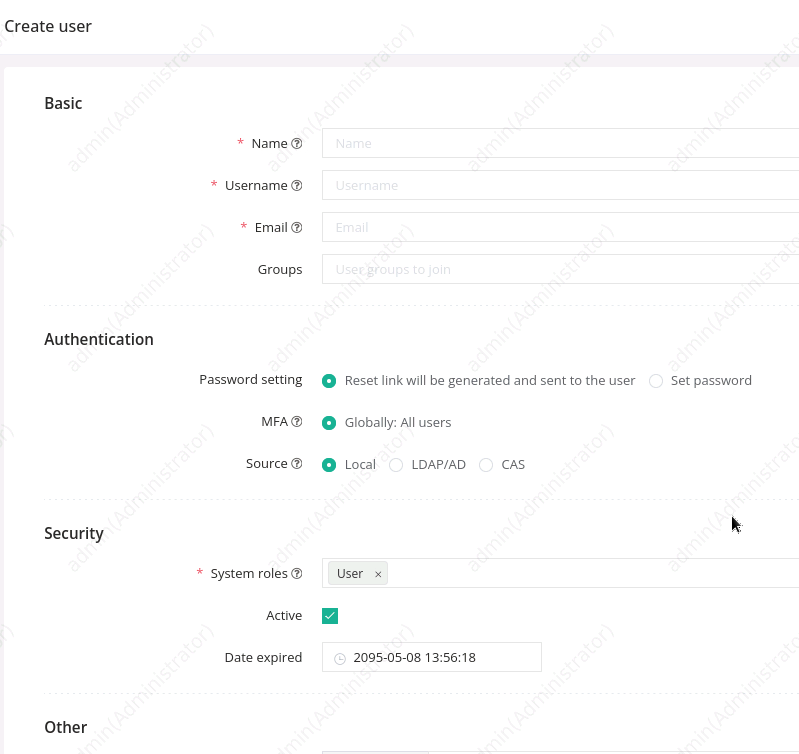 Create user
Basic
* Name
Name
* Username
Username
* Email
Email
Groups
User groups to join
Authentication
Password setting
Reset link will be generated and sent to the user
Set password
MFA
Globally: All users
Source
Local
LDAP/AD
CAS
Security
* System roles
User ×
Active
Date expired
2095-05-08 13:56:18
Other
admin(Administrator)